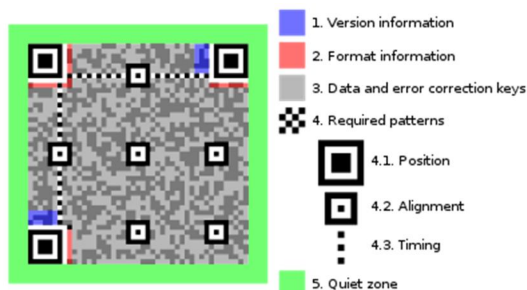 1. Version information
2. Format information
3. Data and error correction keys
4. Required patterns
4.1. Position
4.2. Alignment
4.3. Timing
5. Quiet zone